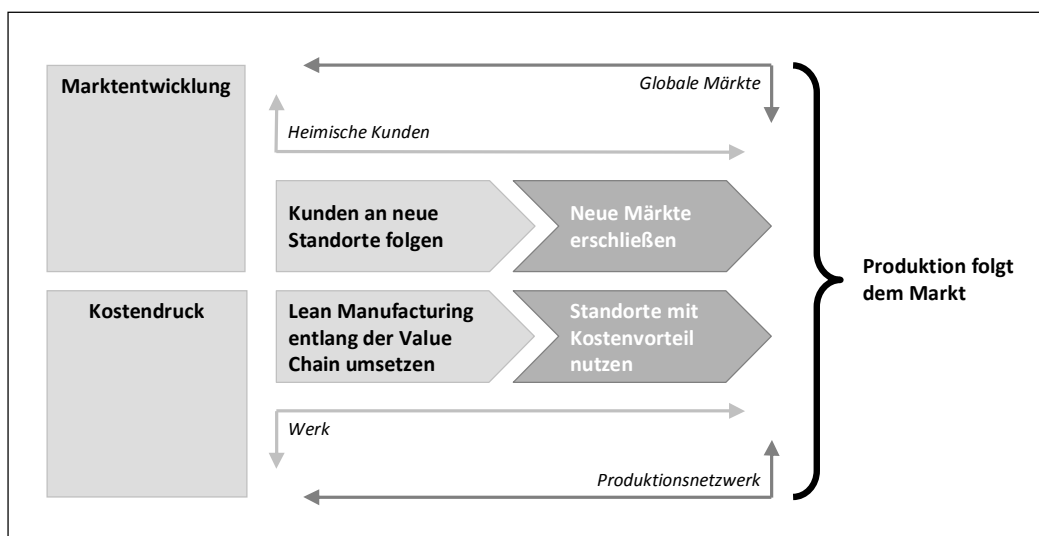 Marktentwicklung
Globale Märkte
Heimische Kunden
Kunden an neue
Standorte folgen
Neue Märkte
erschließen
Produktion folgt
dem Markt
Kostendruck
Lean Manufacturing
entlang der Value
Chain umsetzen
Standorte mit
Kostenvorteil
nutzen
Werk
Produktionsnetzwerk